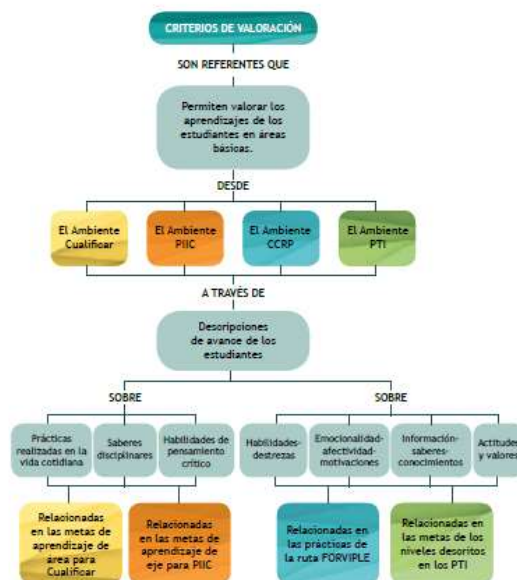 CRITERIOS DE VALORACIÓN
SON REFERENTES QUE
Permiten valorar los
aprendizajes de los
estudiantes en áreas
básicas.
DESDE
El Ambiente
Cualificar
El Ambiente
PIIC
El Ambiente
CCRP
El Ambiente
PTI
A TRAVÉS DE
Descripciones
de avance de los
estudiantes
SOBRE
SOBRE
Prácticas
realizadas en la
vida cotidiana
Saberes
disciplinares
Habilidades de
pensamiento
crítico
Habilidades-
destrezas
Emocionalidad-
afectividad-
motivaciones
Información-
saberes-
conocimientos
Actitudes
y valores
Relacionadas
en las metas de
aprendizaje de
área para
Cualificar
Relacionadas
en las metas de
aprendizaje
de eje para PIIC
Relacionadas
en las prácticas
de la ruta FORVIPLE
Relacionadas en
las metas de los
niveles descritos
en los PTI